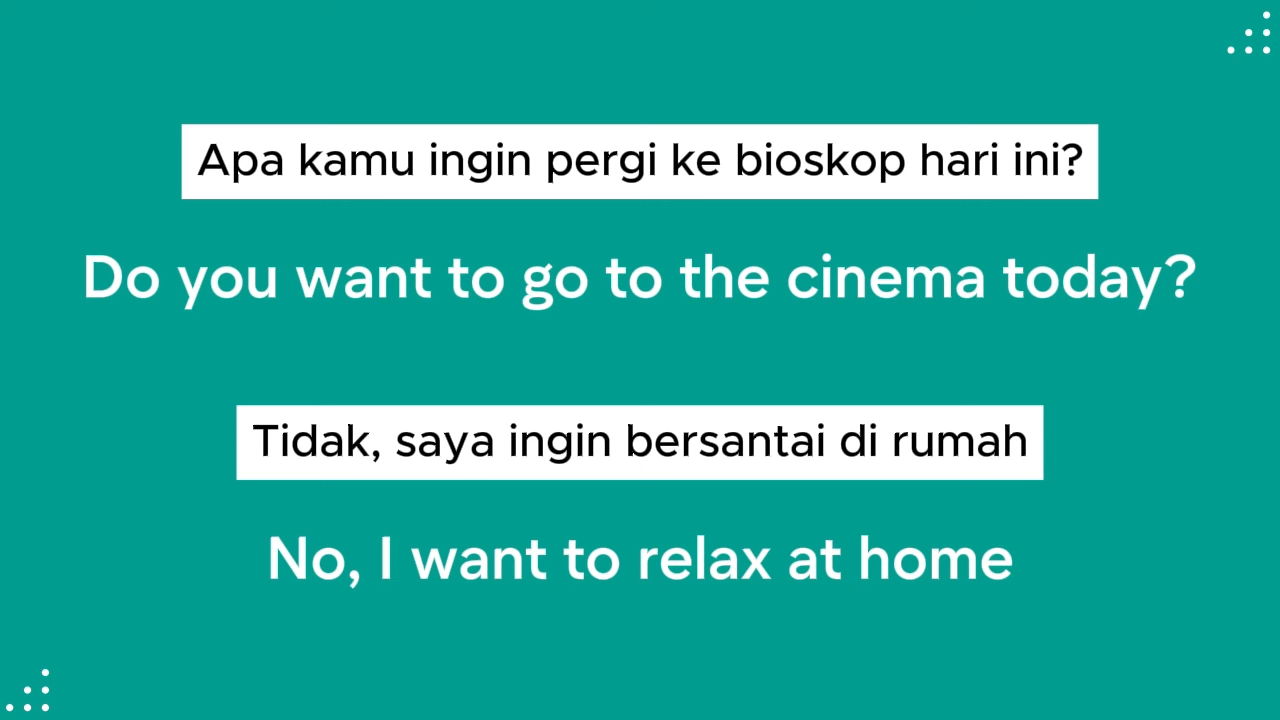 Apa kamu ingin pergi ke bioskop hari ini?
Do you want to go to the cinema today?
Tidak, saya ingin bersantai di rumah
No, I want to relax at home